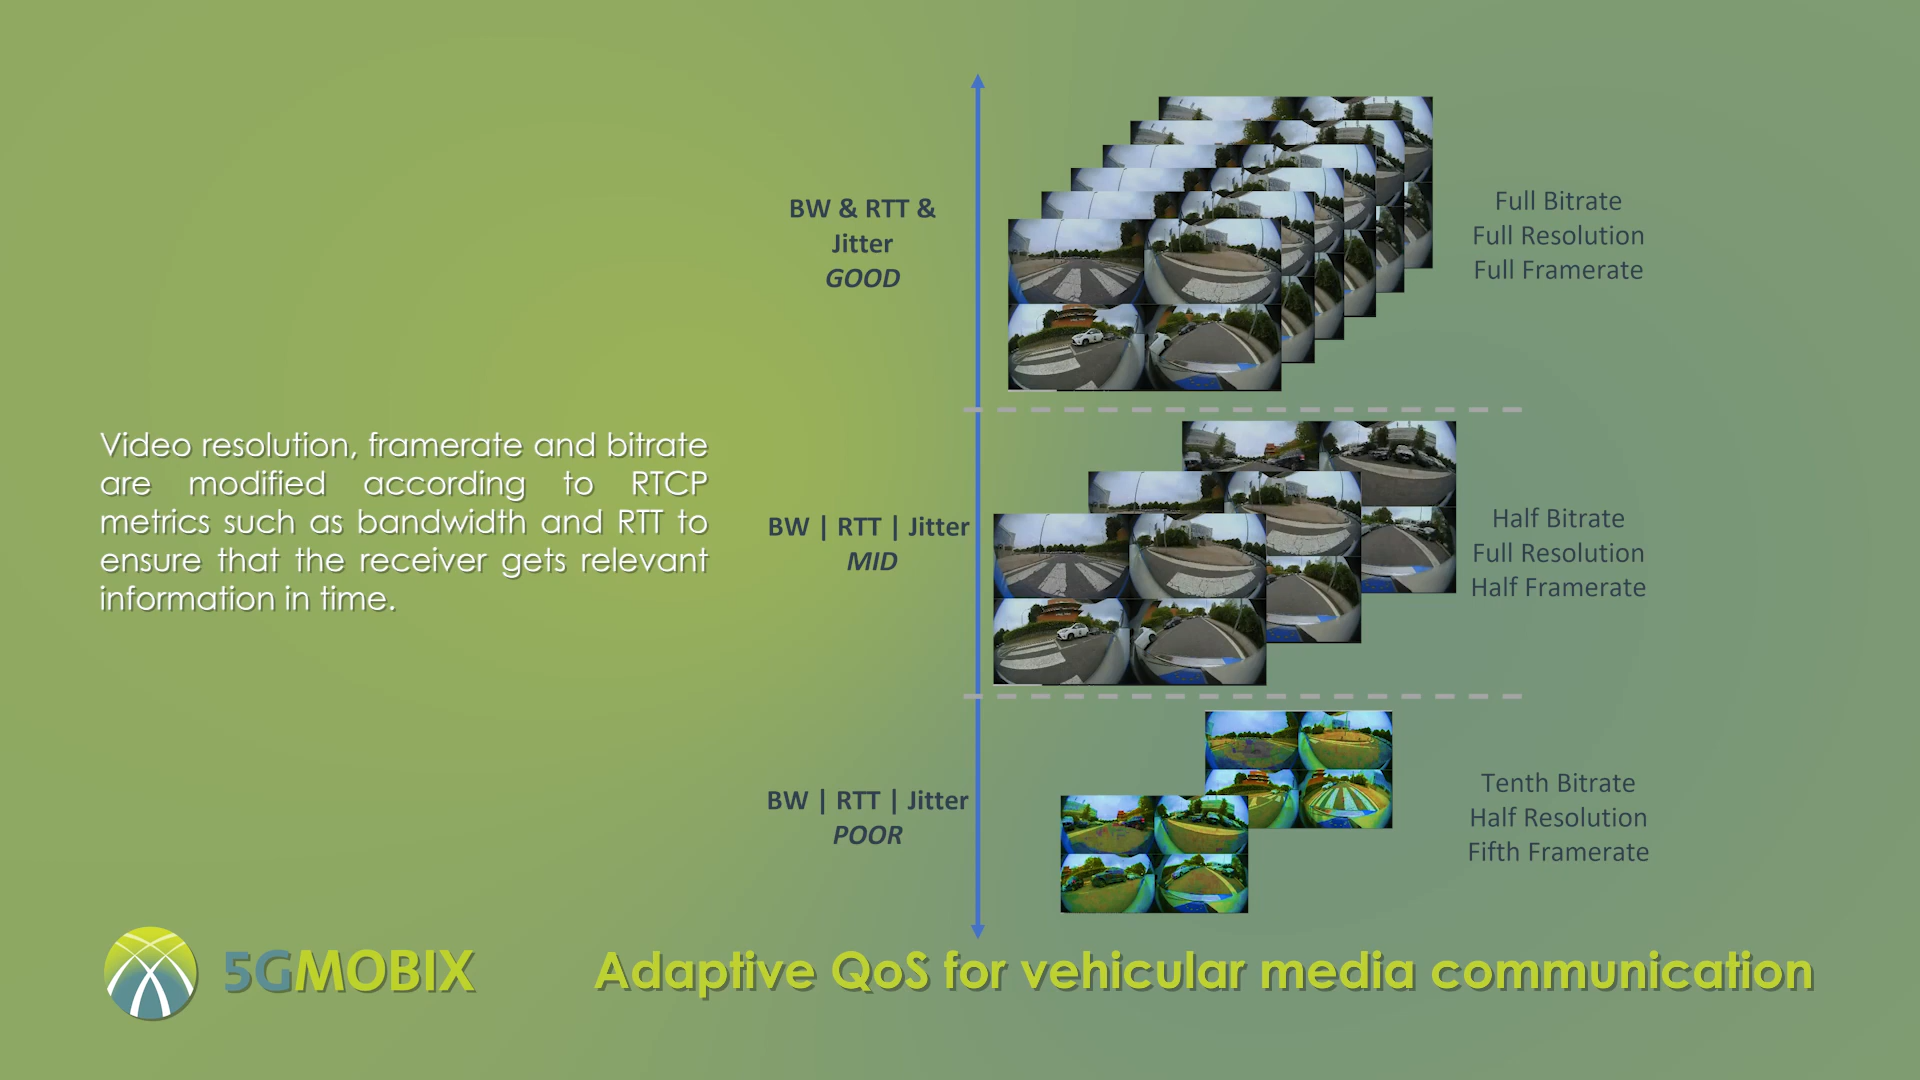 BW & RTT &
Jitter
GOOD
Full Bitrate
Full Resolution
Full Framerate
Video resolution, framerate and bitrate
are modified according to RTCP
metrics such as bandwidth and RTT to
ensure that the receiver gets relevant
information in time.
BW | RTT | Jitter
MID
Half Bitrate
Full Resolution
Half Framerate
BW | RTT | Jitter
POOR
Tenth Bitrate
Half Resolution
Fifth Framerate
5GMOBIX
Adaptive QoS for vehicular media communication